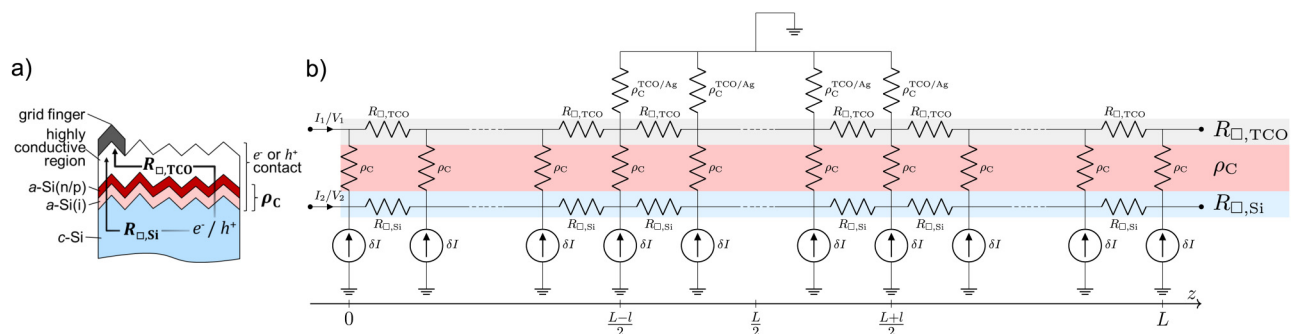 a)
grid finger
highly
conductive
region
a-Si(n/p)
a-Si(i)
c-Si
R□,TCO
R□,Si
e- / h+
e- or h+
contact
ρC
b)
ρC^TCO/Ag ρC^TCO/Ag ρC^TCO/Ag ρC^TCO/Ag
I1/V1 R□,TCO R□,TCO R□,TCO R□,TCO R□,TCO R□,TCO
R□,TCO
ρC ρC ρC ρC ρC ρC ρC ρC ρC ρC
ρC
I2/V2
R□,Si
R□,Si R□,Si R□,Si R□,Si R□,Si R□,Si
δI δI δI δI δI δI δI δI δI δI
z
0 L−l/2 L/2 L+l/2 L